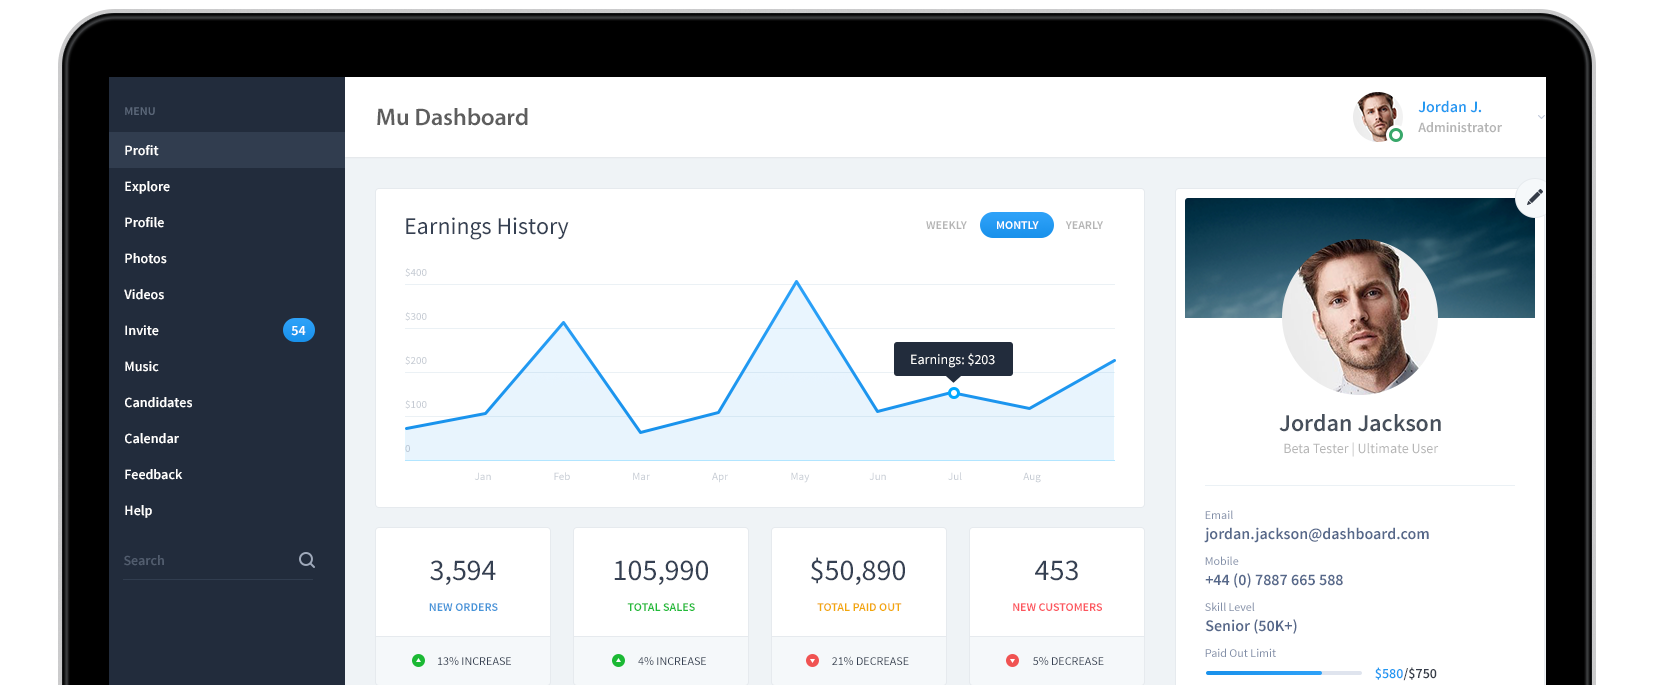 MENU
Profit
Explore
Profile
Photos
Videos
Invite 54
Music
Candidates
Calendar
Feedback
Help
Search
Mu Dashboard
Jordan J.
Administrator
Earnings History
WEEKLY MONTLY YEARLY
$400
$300
$200
$100
0
Earnings: $203
Jan Feb Mar Apr May Jun Jul Aug
3,594
NEW ORDERS
13% INCREASE
105,990
TOTAL SALES
4% INCREASE
$50,890
TOTAL PAID OUT
21% DECREASE
453
NEW CUSTOMERS
5% DECREASE
Jordan Jackson
Beta Tester | Ultimate User
Email
jordan.jackson@dashboard.com
Mobile
+44 (0) 7887 665 588
Skill Level
Senior (50K+)
Paid Out Limit
$580/$750